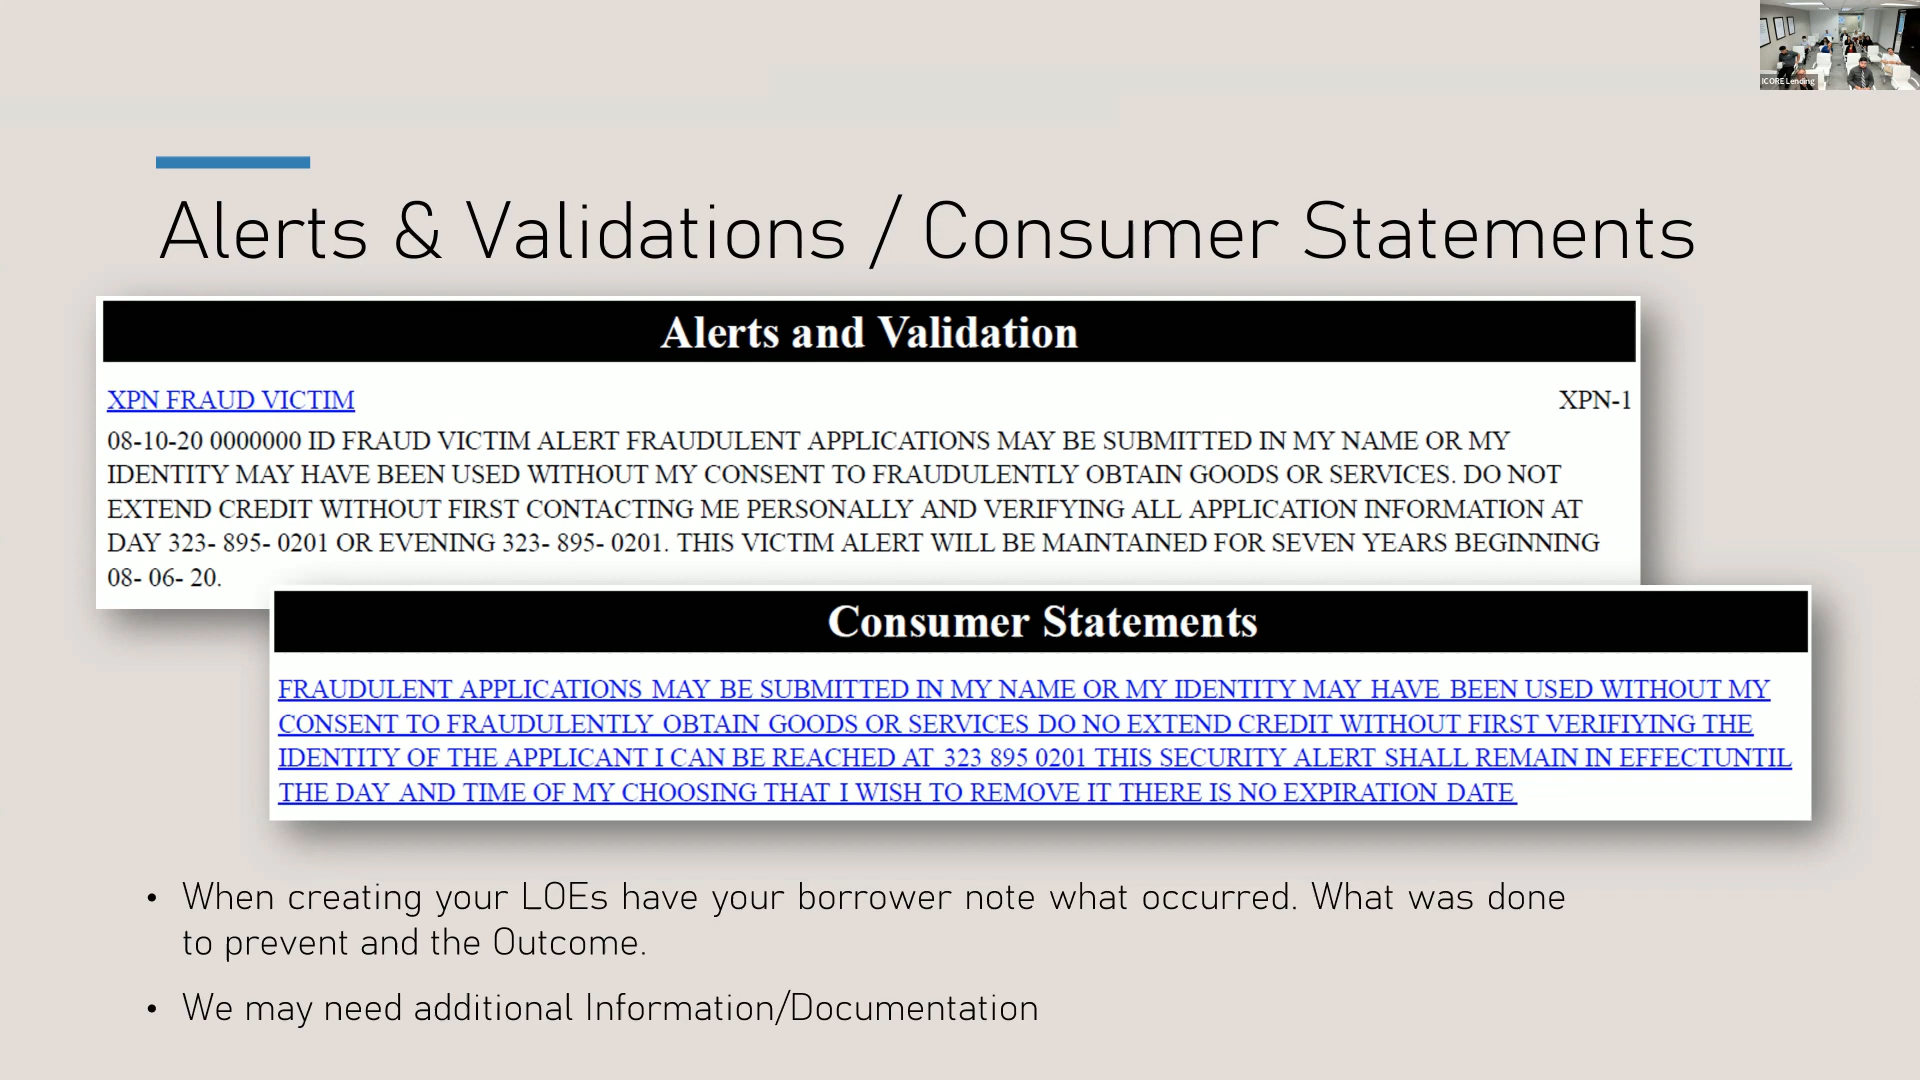 ICORE Lending
Alerts & Validations / Consumer Statements
Alerts and Validation
XPN FRAUD VICTIM XPN-1
08-10-20 0000000 ID FRAUD VICTIM ALERT FRAUDULENT APPLICATIONS MAY BE SUBMITTED IN MY NAME OR MY
IDENTITY MAY HAVE BEEN USED WITHOUT MY CONSENT TO FRAUDULENTLY OBTAIN GOODS OR SERVICES. DO NOT
EXTEND CREDIT WITHOUT FIRST CONTACTING ME PERSONALLY AND VERIFYING ALL APPLICATION INFORMATION AT
DAY 323- 895- 0201 OR EVENING 323- 895- 0201. THIS VICTIM ALERT WILL BE MAINTAINED FOR SEVEN YEARS BEGINNING
08- 06- 20.
Consumer Statements
FRAUDULENT APPLICATIONS MAY BE SUBMITTED IN MY NAME OR MY IDENTITY MAY HAVE BEEN USED WITHOUT MY
CONSENT TO FRAUDULENTLY OBTAIN GOODS OR SERVICES DO NO EXTEND CREDIT WITHOUT FIRST VERIFIYING THE
IDENTITY OF THE APPLICANT I CAN BE REACHED AT 323 895 0201 THIS SECURITY ALERT SHALL REMAIN IN EFFECTUNTIL
THE DAY AND TIME OF MY CHOOSING THAT I WISH TO REMOVE IT THERE IS NO EXPIRATION DATE
• When creating your LOEs have your borrower note what occurred. What was done
to prevent and the Outcome.
• We may need additional Information/Documentation